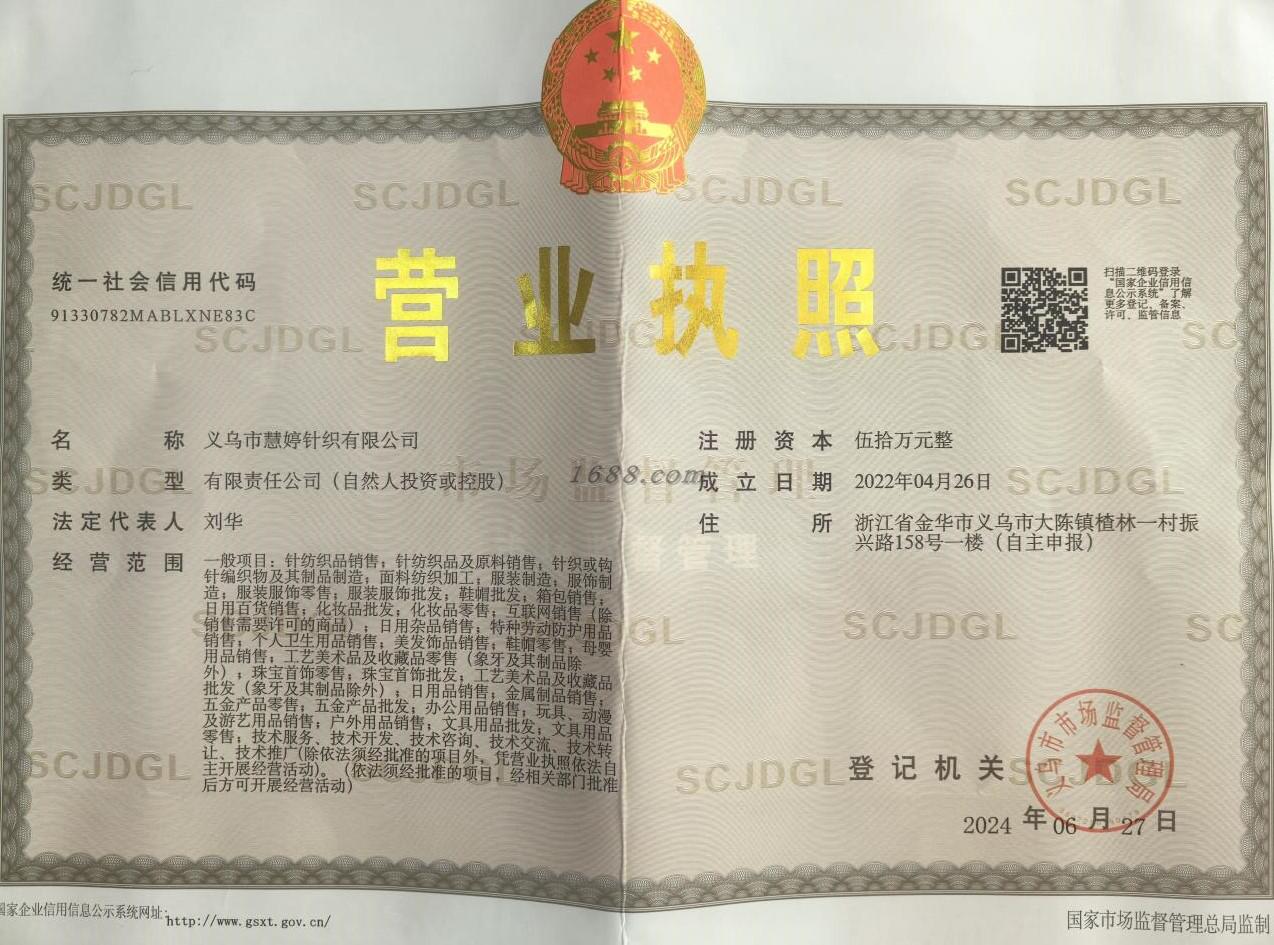 SCJDGL SCJDGL SCJDGL SCJDGL
营业执照
统一社会信用代码
91330782MABLXNE83C
扫描二维码登录
“国家企业信用信
息公示系统”了解
更多登记、备案、
许可、监管信息
SCJDGL SCJDGL SC
名称 义乌市慧婷针织有限公司
类型 有限责任公司（自然人投资或控股）
法定代表人 刘华
经营范围 一般项目：针纺织品销售；针纺织品及原料销售；针织或钩
针编织物及其制品制造；面料纺织加工；服装制造；服饰制
造；服装服饰零售；服装服饰批发；鞋帽批发；箱包销售；
日用百货销售；化妆品批发；化妆品零售；互联网销售（除
销售需要许可的商品）；日用杂品销售；特种劳动防护用品
销售；个人卫生用品销售；美发饰品销售；鞋帽零售；母婴
用品销售；工艺美术品及收藏品零售（象牙及其制品除
外）；珠宝首饰零售；珠宝首饰批发；工艺美术品及收藏品
批发（象牙及其制品除外）；日用品销售；金属制品销售；
五金产品零售；五金产品批发；办公用品销售；玩具、动漫
及游艺用品销售；户外用品销售；文具用品批发；文具用品
零售；技术服务、技术开发、技术咨询、技术交流、技术转
让、技术推广(除依法须经批准的项目外，凭营业执照依法自
主开展经营活动)。（依法须经批准的项目，经相关部门批准
后方可开展经营活动）
注册资本 伍拾万元整
成立日期 2022年04月26日
住所 浙江省金华市义乌市大陈镇楂林一村振
兴路158号一楼（自主申报）
1688.com
市场监督管理
SCJDGL SCJDGL
SCJDGL SC
SCJDGL SCJDGL
登记机关
义乌市市场监督管理局
2024 年 06 月 27 日
国家企业信用信息公示系统网址：http://www.gsxt.gov.cn/
国家市场监督管理总局监制